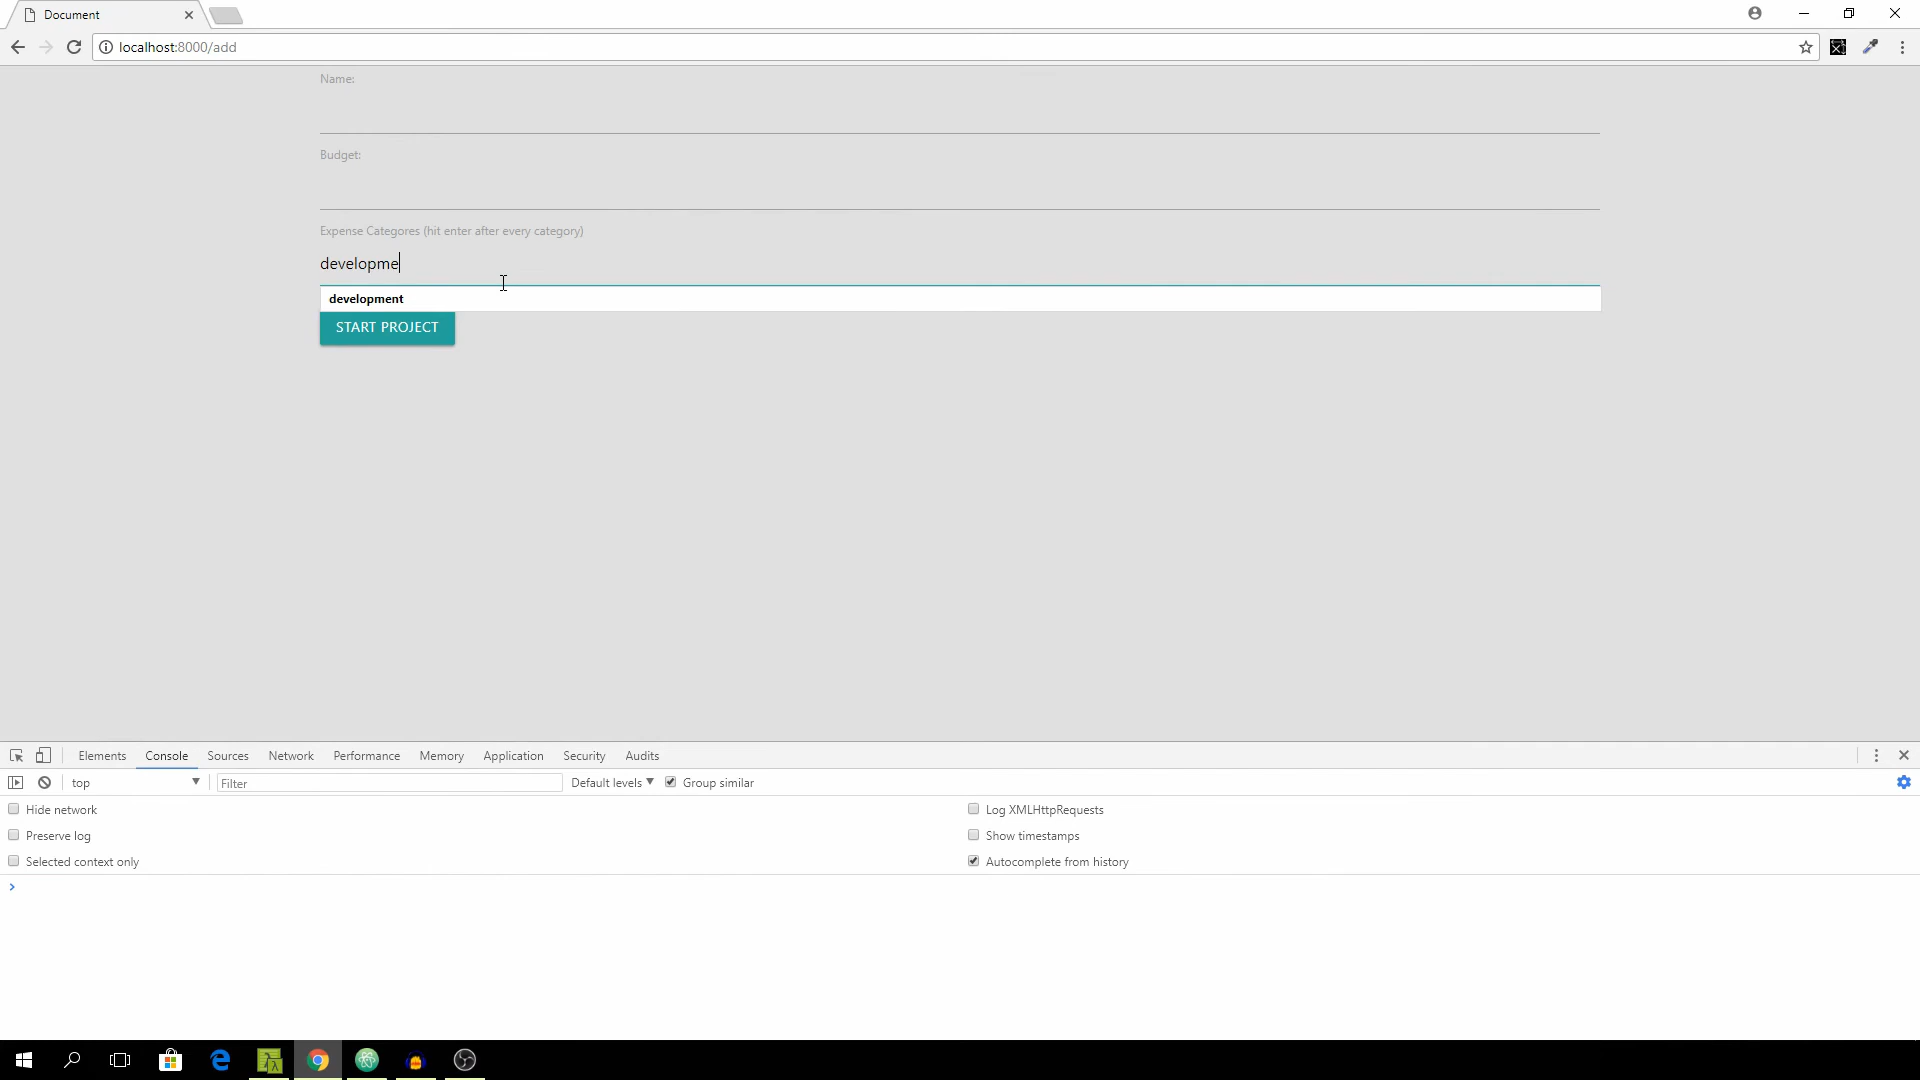 Document
localhost:8000/add
Name:
Budget:
Expense Categores (hit enter after every category)
developme
development
START PROJECT
Elements Console Sources Network Performance Memory Application Security Audits
top Filter Default levels Group similar
Hide network Log XMLHttpRequests
Preserve log Show timestamps
Selected context only Autocomplete from history